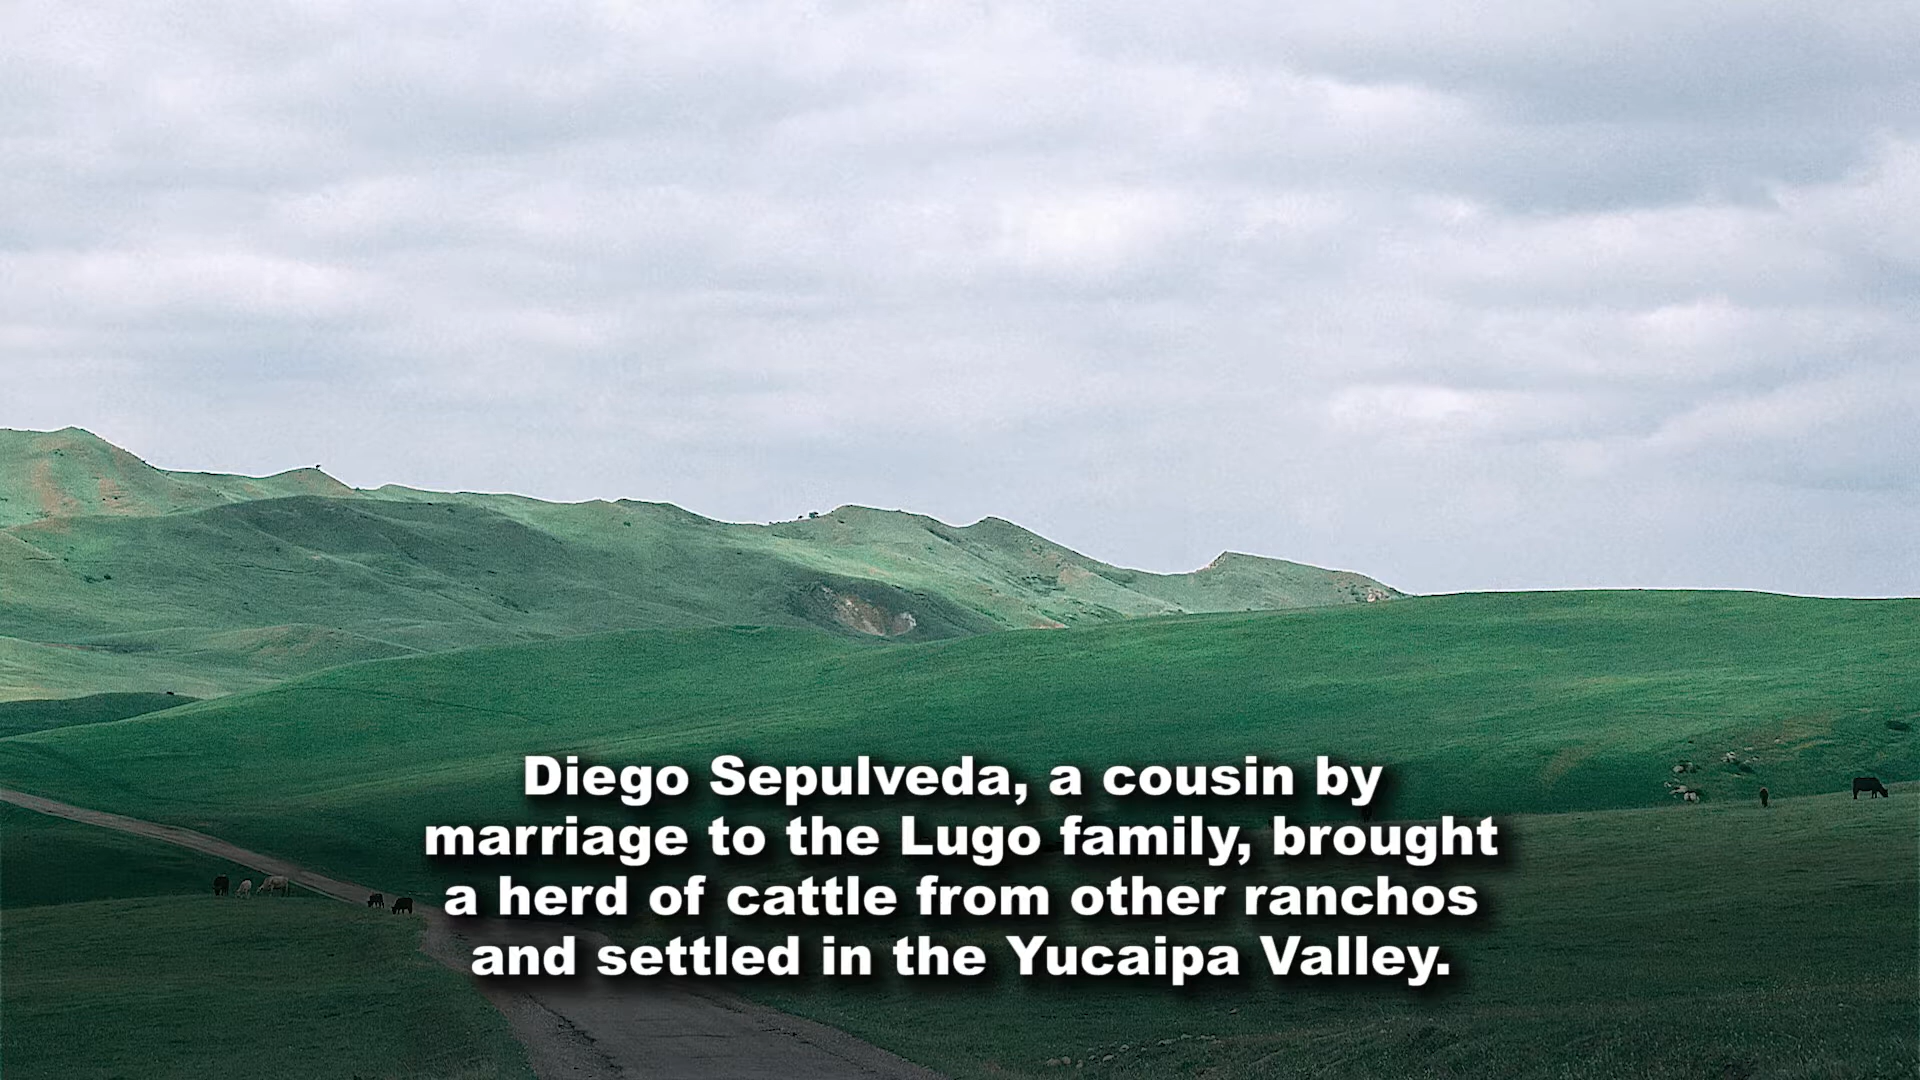 Diego Sepulveda, a cousin by
marriage to the Lugo family, brought
a herd of cattle from other ranchos
and settled in the Yucaipa Valley.